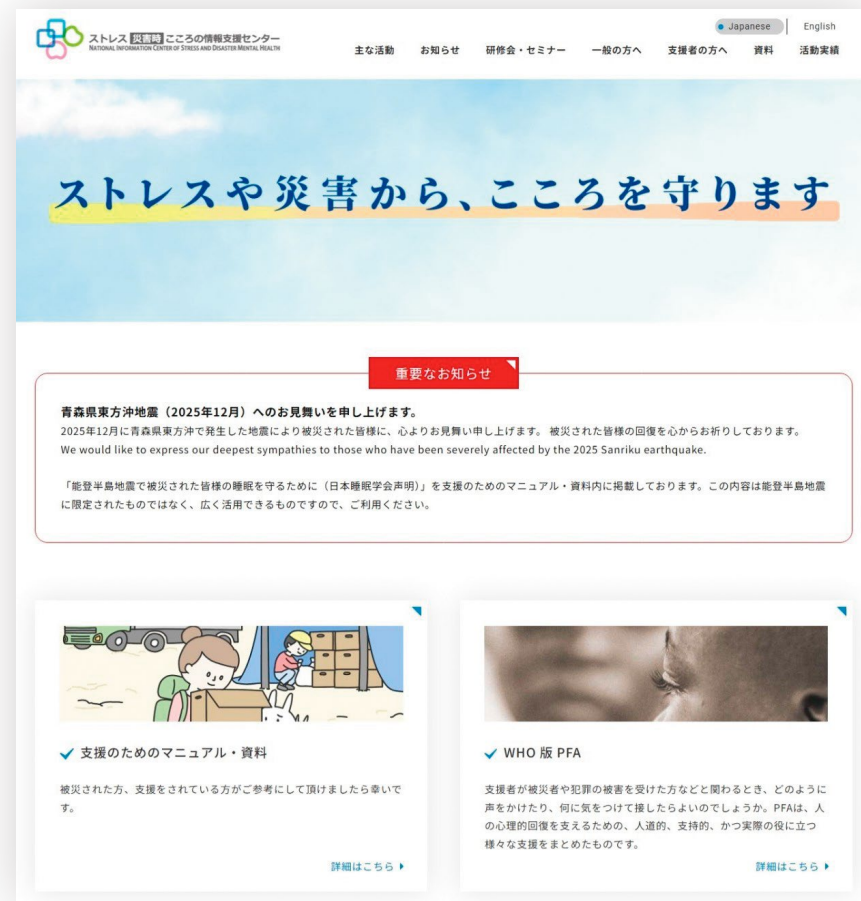 ストレス 災害時 こころの情報支援センター
NATIONAL INFORMATION CENTER OF STRESS AND DISASTER MENTAL HEALTH
Japanese
English
主な活動
お知らせ
研修会・セミナー
一般の方へ
支援者の方へ
資料
活動実績
ストレスや災害から、こころを守ります
重要なお知らせ
青森県東方沖地震（2025年12月）へのお見舞いを申し上げます。
2025年12月に青森県東方沖で発生した地震により被災された皆様に、心よりお見舞い申し上げます。 被災された皆様の回復を心からお祈りしております。
We would like to express our deepest sympathies to those who have been severely affected by the 2025 Sanriku earthquake.
「能登半島地震で被災された皆様の睡眠を守るために（日本睡眠学会声明）」を支援のためのマニュアル・資料内に掲載しております。この内容は能登半島地震
に限定されたものではなく、広く活用できるものですので、ご利用ください。
支援のためのマニュアル・資料
被災された方、支援をされている方がご参考にして頂けましたら幸いで
す。
詳細はこちら
WHO 版 PFA
支援者が被災者や犯罪の被害を受けた方などと関わるとき、どのように
声をかけたり、何に気をつけて接したらよいのでしょうか。PFAは、人
の心理的回復を支えるための、人道的、支持的、かつ実際の役に立つ
様々な支援をまとめたものです。
詳細はこちら